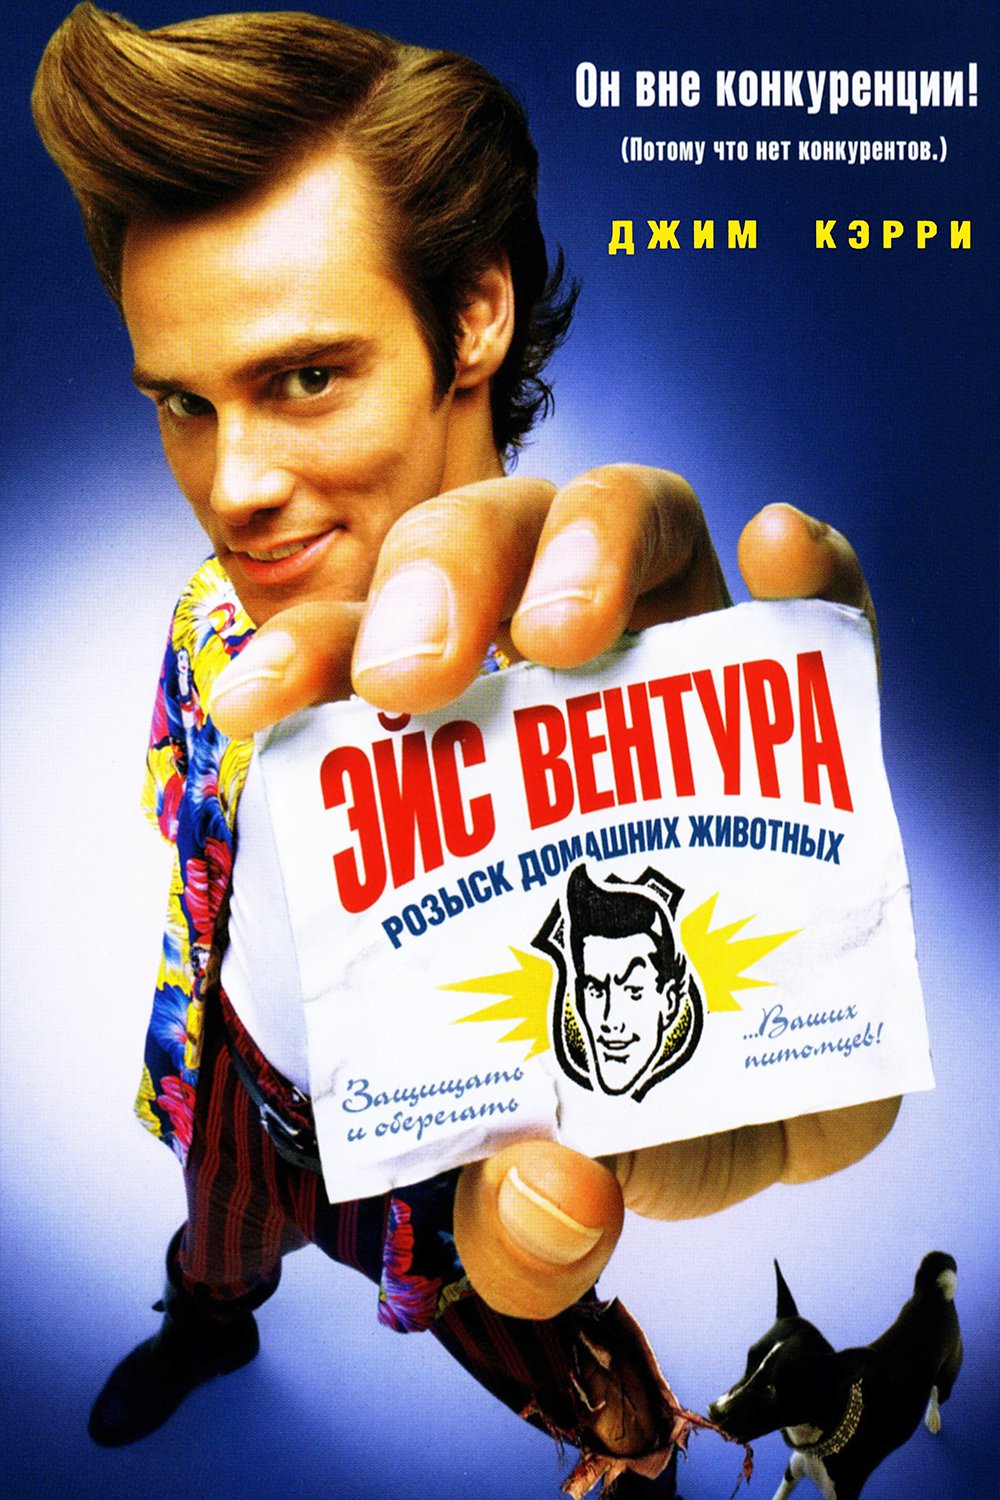 Он вне конкуренции!
(Потому что нет конкурентов.)
ДЖИМ КЭРРИ
ЭЙС ВЕНТУРА
РОЗЫСК ДОМАШНИХ ЖИВОТНЫХ
Защищать
и оберегать
...Ваших
питомцев!